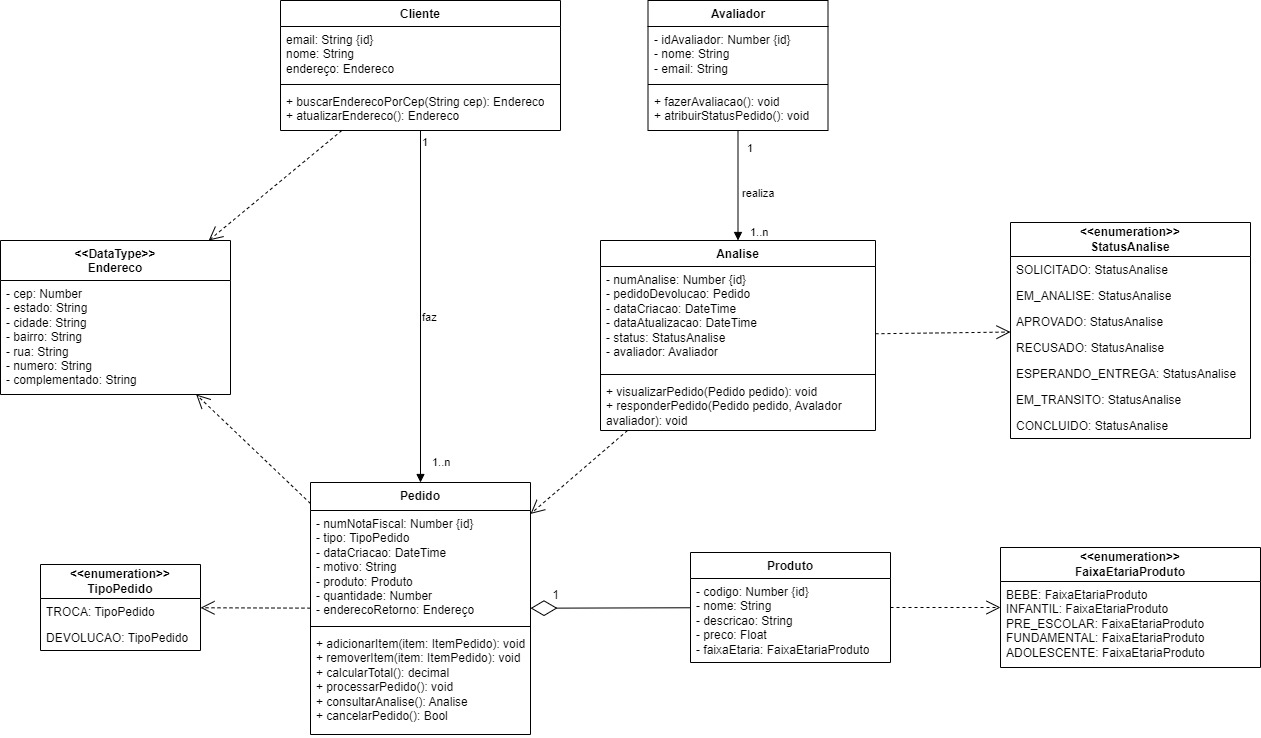 Cliente
email: String {id}
nome: String
endereço: Endereco
+ buscarEnderecoPorCep(String cep): Endereco
+ atualizarEndereco(): Endereco
Avaliador
- idAvaliador: Number {id}
- nome: String
- email: String
+ fazerAvaliacao(): void
+ atribuirStatusPedido(): void
1
1
realiza
1..n
faz
1..n
<<DataType>>
Endereco
- cep: Number
- estado: String
- cidade: String
- bairro: String
- rua: String
- numero: String
- complementado: String
Analise
- numAnalise: Number {id}
- pedidoDevolucao: Pedido
- dataCriacao: DateTime
- dataAtualizacao: DateTime
- status: StatusAnalise
- avaliador: Avaliador
+ visualizarPedido(Pedido pedido): void
+ responderPedido(Pedido pedido, Avalador
avaliador): void
<<enumeration>>
StatusAnalise
SOLICITADO: StatusAnalise
EM_ANALISE: StatusAnalise
APROVADO: StatusAnalise
RECUSADO: StatusAnalise
ESPERANDO_ENTREGA: StatusAnalise
EM_TRANSITO: StatusAnalise
CONCLUIDO: StatusAnalise
Pedido
- numNotaFiscal: Number {id}
- tipo: TipoPedido
- dataCriacao: DateTime
- motivo: String
- produto: Produto
- quantidade: Number
- enderecoRetorno: Endereço
+ adicionarItem(item: ItemPedido): void
+ removerItem(item: ItemPedido): void
+ calcularTotal(): decimal
+ processarPedido(): void
+ consultarAnalise(): Analise
+ cancelarPedido(): Bool
<<enumeration>>
TipoPedido
TROCA: TipoPedido
DEVOLUCAO: TipoPedido
1
Produto
- codigo: Number {id}
- nome: String
- descricao: String
- preco: Float
- faixaEtaria: FaixaEtariaProduto
<<enumeration>>
FaixaEtariaProduto
BEBE: FaixaEtariaProduto
INFANTIL: FaixaEtariaProduto
PRE_ESCOLAR: FaixaEtariaProduto
FUNDAMENTAL: FaixaEtariaProduto
ADOLESCENTE: FaixaEtariaProduto